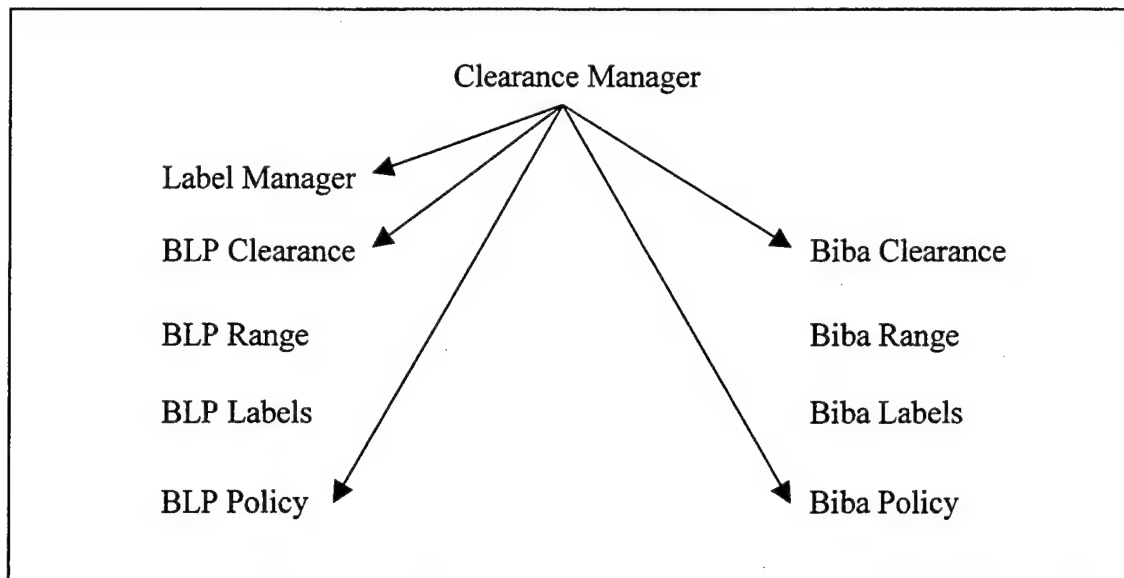 Clearance Manager
Label Manager
BLP Clearance
Biba Clearance
BLP Range
Biba Range
BLP Labels
Biba Labels
BLP Policy
Biba Policy